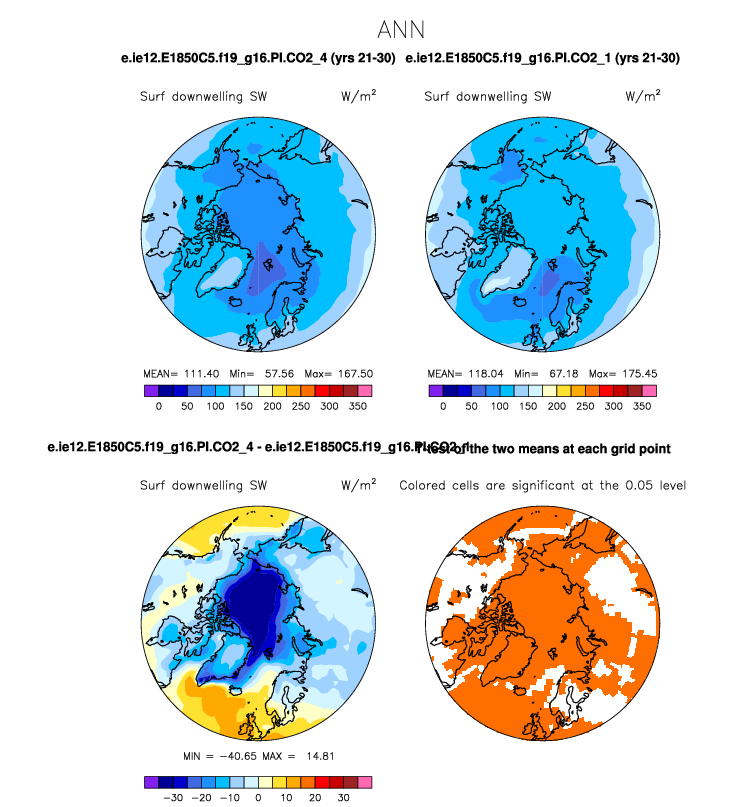 ANN
e.ie12.E1850C5.f19_g16.PI.CO2_4 (yrs 21-30) e.ie12.E1850C5.f19_g16.PI.CO2_1 (yrs 21-30)
Surf downwelling SW W/m² Surf downwelling SW W/m²
MEAN= 111.40 Min= 57.56 Max= 167.50 MEAN= 118.04 Min= 67.18 Max= 175.45
0 50 100 150 200 250 300 350 0 50 100 150 200 250 300 350
e.ie12.E1850C5.f19_g16.PI.CO2_4 - e.ie12.E1850C5.f19_g16.PI.CO2_1 T-test of the two means at each grid point
Surf downwelling SW W/m² Colored cells are significant at the 0.05 level
MIN = -40.65 MAX = 14.81
-30 -20 -10 0 10 20 30